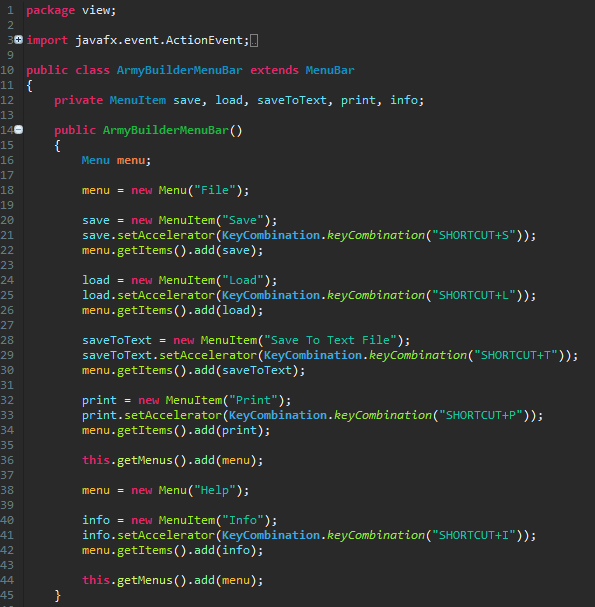 1 package view;
2
3 import javafx.event.ActionEvent;
9
10 public class ArmyBuilderMenuBar extends MenuBar
11 {
12     private MenuItem save, load, saveToText, print, info;
13
14     public ArmyBuilderMenuBar()
15     {
16         Menu menu;
17
18         menu = new Menu("File");
19
20         save = new MenuItem("Save");
21         save.setAccelerator(KeyCombination.keyCombination("SHORTCUT+S"));
22         menu.getItems().add(save);
23
24         load = new MenuItem("Load");
25         load.setAccelerator(KeyCombination.keyCombination("SHORTCUT+L"));
26         menu.getItems().add(load);
27
28         saveToText = new MenuItem("Save To Text File");
29         saveToText.setAccelerator(KeyCombination.keyCombination("SHORTCUT+T"));
30         menu.getItems().add(saveToText);
31
32         print = new MenuItem("Print");
33         print.setAccelerator(KeyCombination.keyCombination("SHORTCUT+P"));
34         menu.getItems().add(print);
35
36         this.getMenus().add(menu);
37
38         menu = new Menu("Help");
39
40         info = new MenuItem("Info");
41         info.setAccelerator(KeyCombination.keyCombination("SHORTCUT+I"));
42         menu.getItems().add(info);
43
44         this.getMenus().add(menu);
45     }